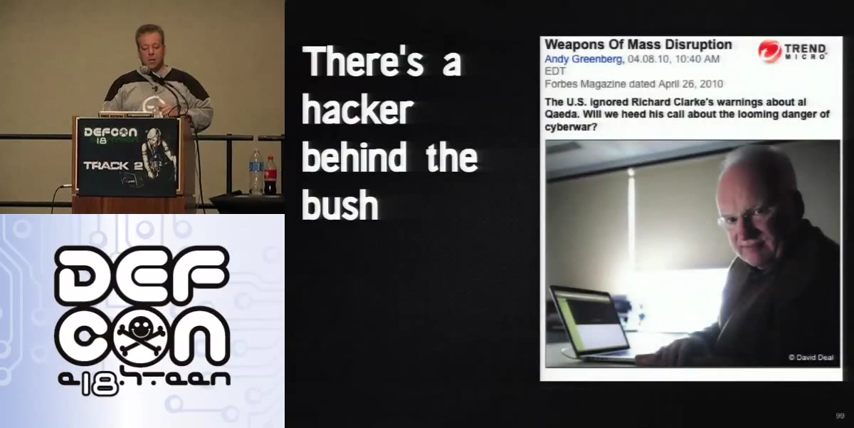 There's a
hacker
behind the
bush
Weapons Of Mass Disruption
Andy Greenberg, 04.08.10, 10:40 AM
EDT
Forbes Magazine dated April 26, 2010
TREND
MICRO
The U.S. ignored Richard Clarke's warnings about al
Qaeda. Will we heed his call about the looming danger of
cyberwar?
© David Deal
99
DEFCON
18
TRACK 2
DEF
CON
e18hteen